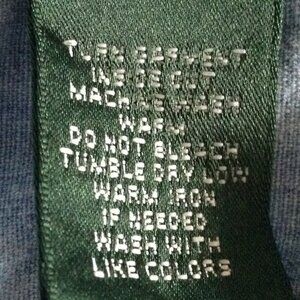 TURN GARMENT
INSIDE OUT
MACHINE WASH
WARM
DO NOT BLEACH
TUMBLE DRY LOW
WARM IRON
IF NEEDED
WASH WITH
LIKE COLORS